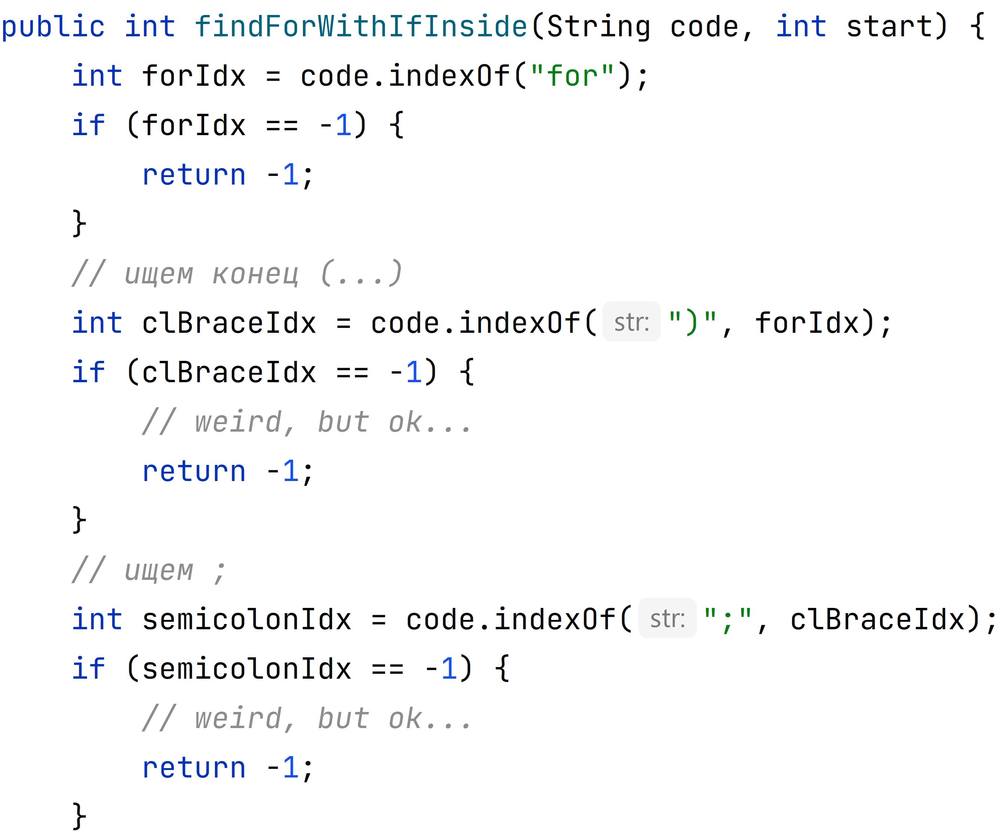 public int findForWithIfInside(String code, int start) {
    int forIdx = code.indexOf("for");
    if (forIdx == -1) {
        return -1;
    }
    // ищем конец (...)
    int clBraceIdx = code.indexOf( str: ")", forIdx);
    if (clBraceIdx == -1) {
        // weird, but ok...
        return -1;
    }
    // ищем ;
    int semicolonIdx = code.indexOf( str: ";", clBraceIdx);
    if (semicolonIdx == -1) {
        // weird, but ok...
        return -1;
    }